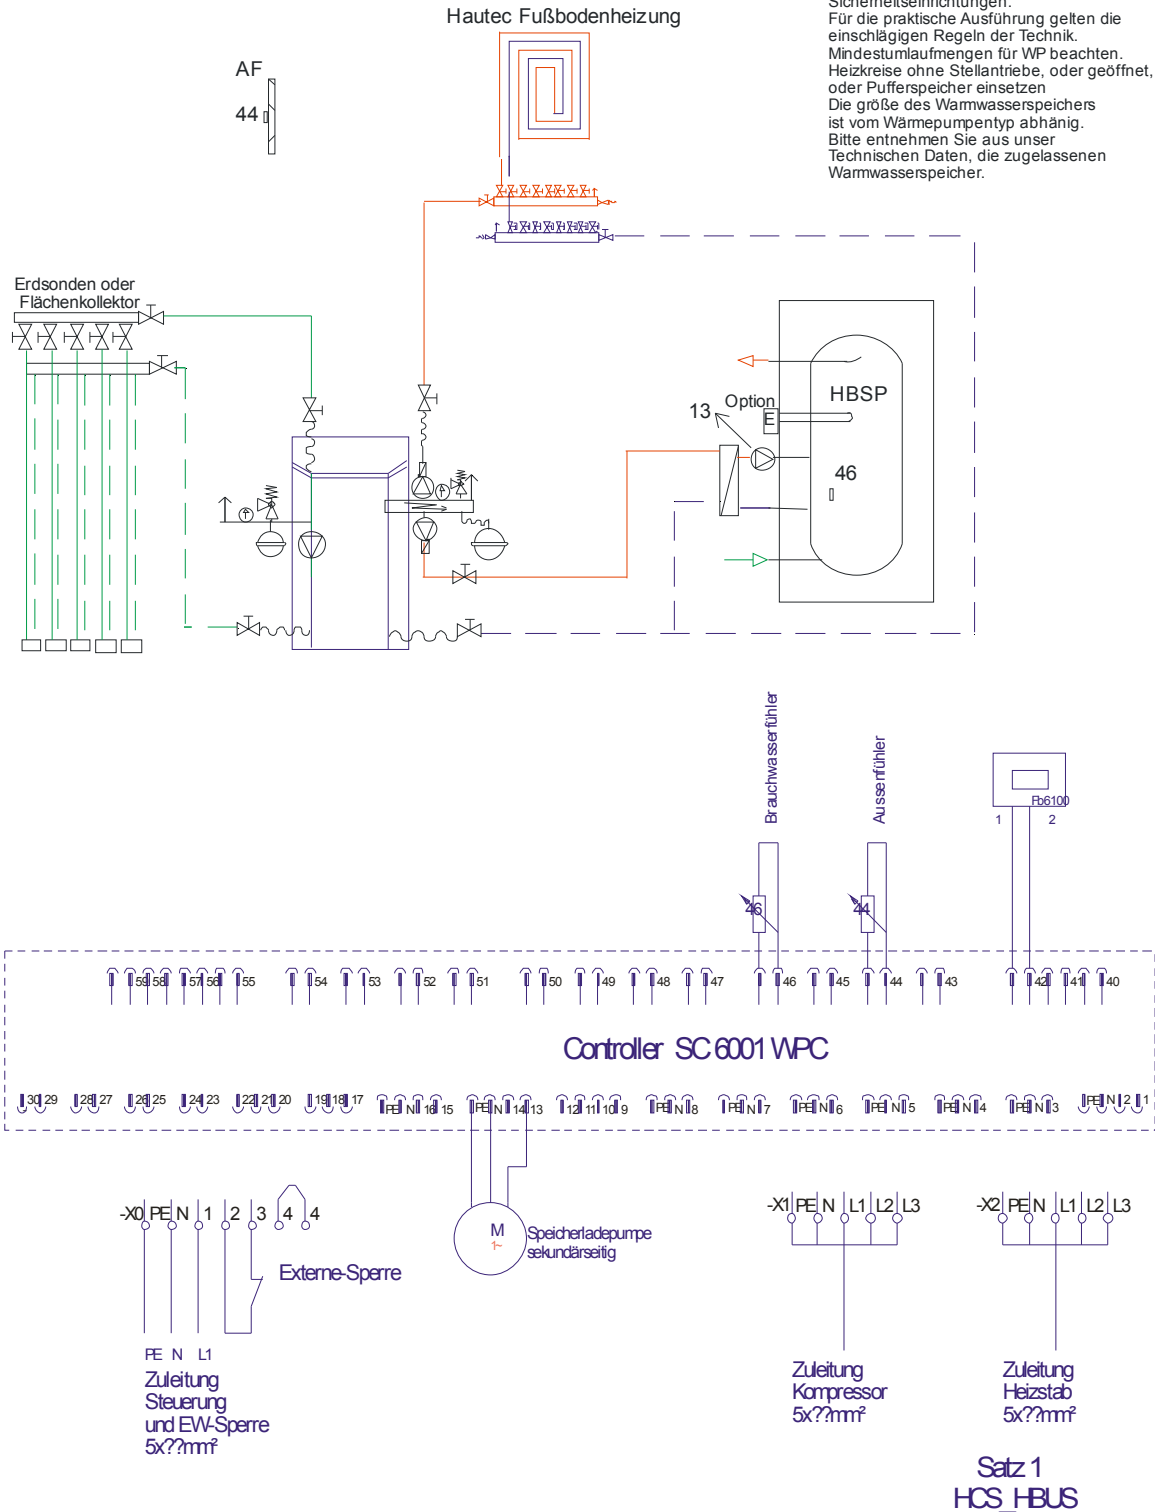 Sicherheitseinrichtungen.
Für die praktische Ausführung gelten die
einschlägigen Regeln der Technik.
Mindestumlaufmengen für WP beachten.
Heizkreise ohne Stellantriebe, oder geöffnet,
oder Pufferspeicher einsetzen
Die größe des Warmwasserspeichers
ist vom Wärmepumpentyp abhänig.
Bitte entnehmen Sie aus unser
Technischen Daten, die zugelassenen
Warmwasserspeicher.
Hautec Fußbodenheizung
AF
44
Erdsonden oder
Flächenkollektor
13
Option
E
HBSP
46
Brauchwasserfühler
Aussenfühler
Fb6100
1 2
46
44
59 58 57 56 55 54 53 52 51 50 49 48 47 46 45 44 43 42 41 40
Controller SC 6001 WPC
30 29 28 27 26 25 24 23 22 21 20 19 18 17 PE N 16 15 PE N 14 13 12 11 10 9 PE N 8 PE N 7 PE N 6 PE N 5 PE N 4 PE N 3 PE N 2 1
-X0 PE N 1 2 3 4 4
-X1 PE N L1 L2 L3
-X2 PE N L1 L2 L3
M
1~
Speicherladepumpe
sekundärseitig
Externe-Sperre
PE N L1
Zuleitung
Steuerung
und EW-Sperre
5x??mm²
Zuleitung
Kompressor
5x??mm²
Zuleitung
Heizstab
5x??mm²
Satz 1
HCS_HBUS